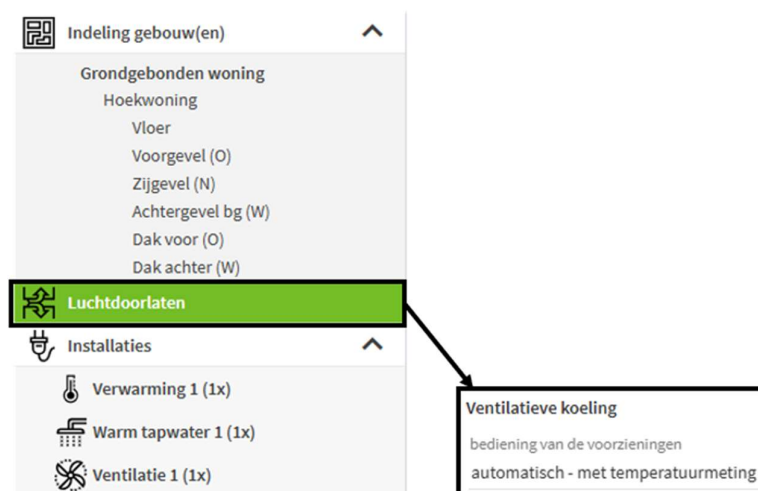 Indeling gebouw(en)
Grondgebonden woning
Hoekwoning
Vloer
Voorgevel (O)
Zijgevel (N)
Achtergevel bg (W)
Dak voor (O)
Dak achter (W)
Luchtdoorlaten
Installaties
Verwarming 1 (1x)
Warm tapwater 1 (1x)
Ventilatie 1 (1x)
Ventilatieve koeling
bediening van de voorzieningen
automatisch - met temperatuurmeting